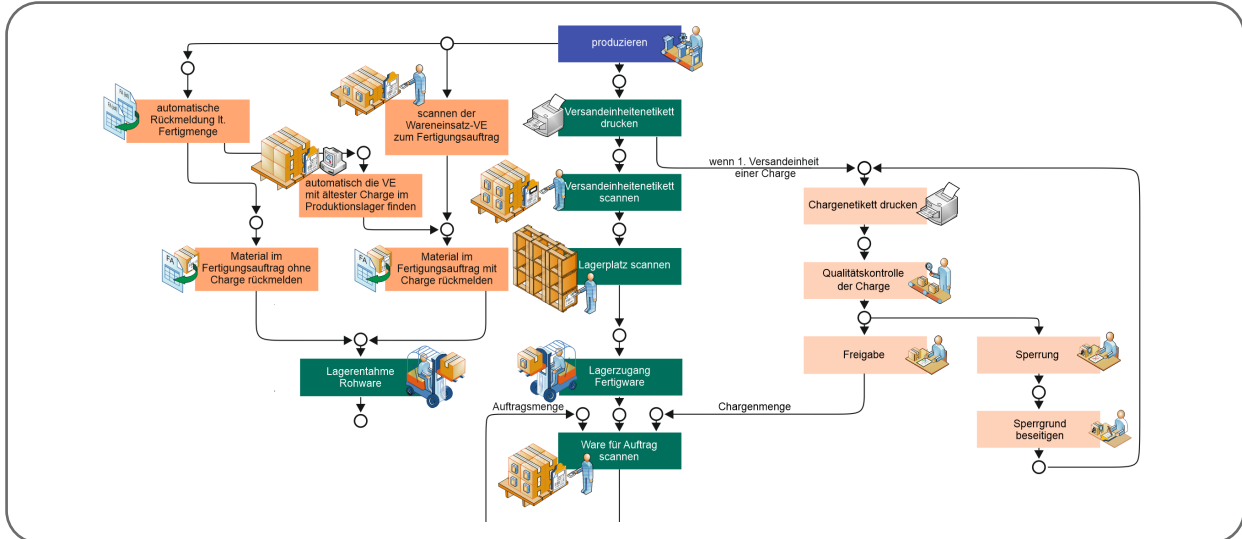 produzieren
automatische
Rückmeldung lt.
Fertigmenge
scannen der
Wareneinsatz-VE
zum Fertigungsauftrag
Versandeinheitenetikett
drucken
wenn 1. Versandeinheit
einer Charge
automatisch die VE
mit ältester Charge im
Produktionslager finden
Versandeinheitenetikett
scannen
Chargenetikett drucken
FA
Material im
Fertigungsauftrag ohne
Charge rückmelden
FA
Material im
Fertigungsauftrag mit
Charge rückmelden
Lagerplatz scannen
Qualitätskontrolle
der Charge
Freigabe
Sperrung
Lagerentahme
Rohware
Lagerzugang
Fertigware
Auftragsmenge
Chargenmenge
Sperrgrund
beseitigen
Ware für Auftrag
scannen